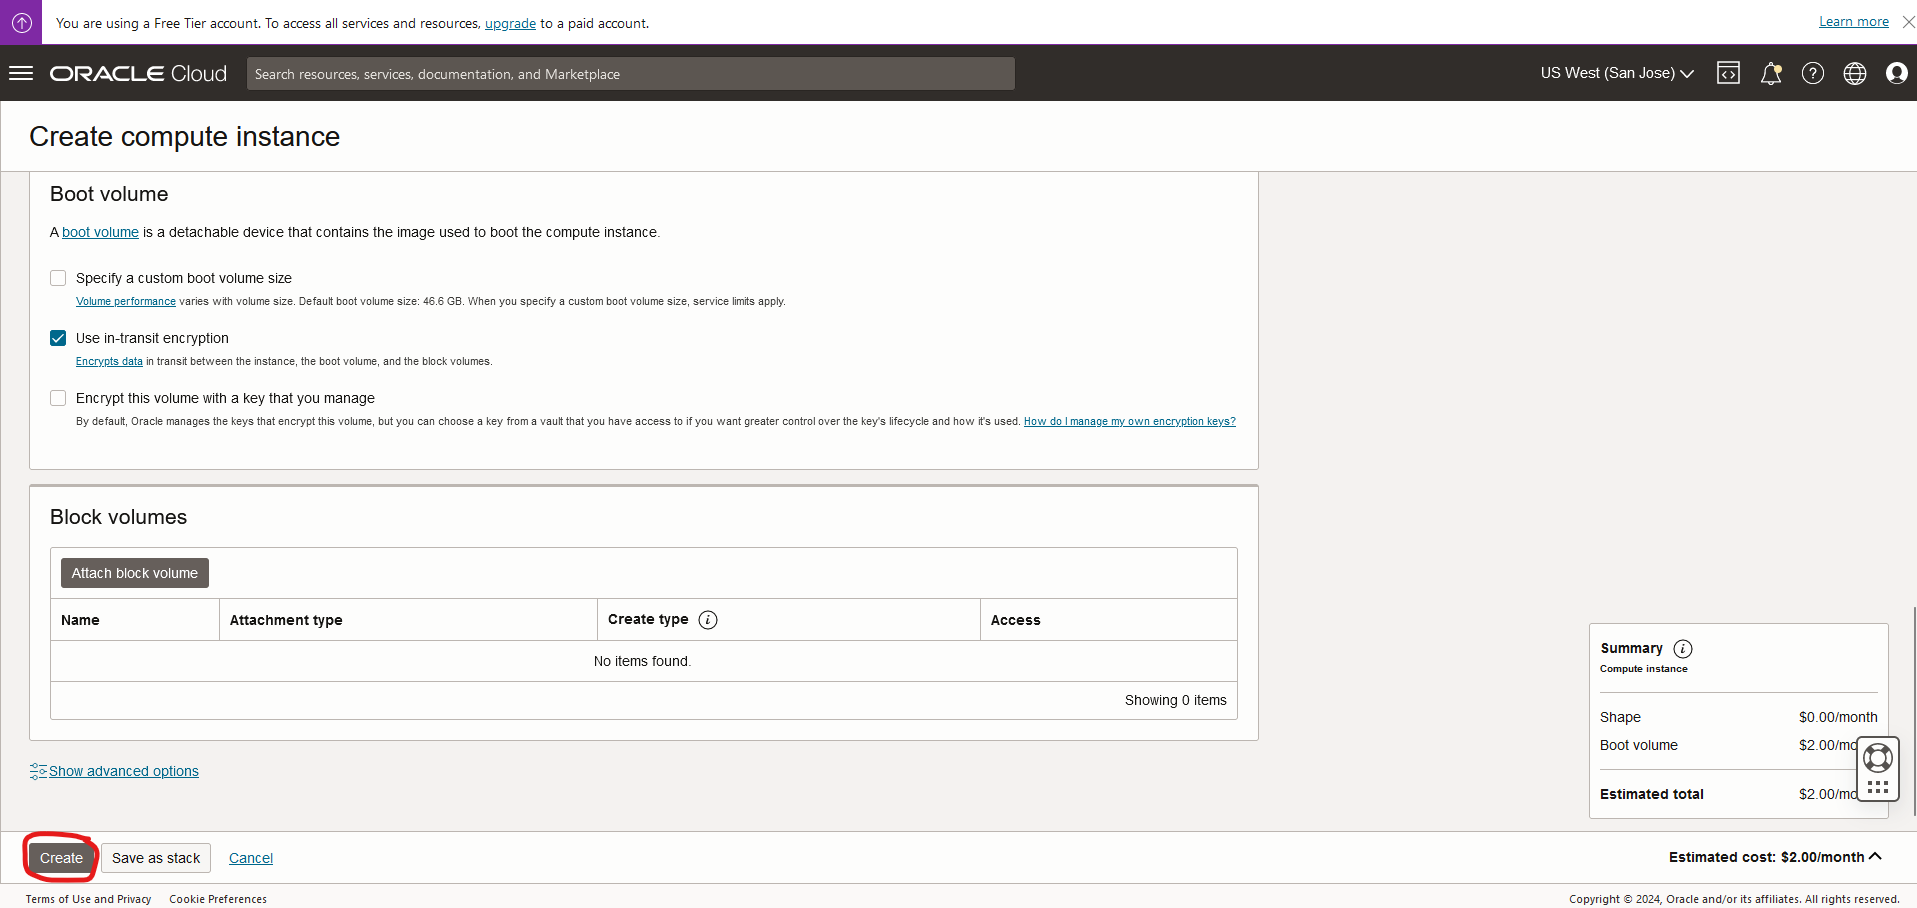 You are using a Free Tier account. To access all services and resources, upgrade to a paid account.
Learn more
ORACLE Cloud
Search resources, services, documentation, and Marketplace
US West (San Jose)
Create compute instance
Boot volume
A boot volume is a detachable device that contains the image used to boot the compute instance.
Specify a custom boot volume size
Volume performance varies with volume size. Default boot volume size: 46.6 GB. When you specify a custom boot volume size, service limits apply.
Use in-transit encryption
Encrypts data in transit between the instance, the boot volume, and the block volumes.
Encrypt this volume with a key that you manage
By default, Oracle manages the keys that encrypt this volume, but you can choose a key from a vault that you have access to if you want greater control over the key's lifecycle and how it's used. How do I manage my own encryption keys?
Block volumes
Attach block volume
Name Attachment type Create type i Access
No items found.
Showing 0 items
Show advanced options
Summary i
Compute instance
Shape $0.00/month
Boot volume $2.00/mo
Estimated total $2.00/mo
Create Save as stack Cancel
Estimated cost: $2.00/month
Terms of Use and Privacy Cookie Preferences
Copyright © 2024, Oracle and/or its affiliates. All rights reserved.